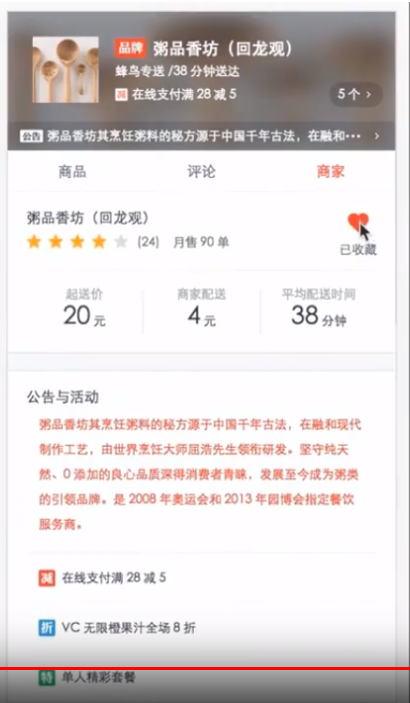 品牌 粥品香坊（回龙观）
蜂鸟专送 /38 分钟送达
减 在线支付满 28 减 5
5个 >
公告 粥品香坊其烹饪粥料的秘方源于中国千年古法，在融和••• >
商品 评论 商家
粥品香坊（回龙观）
(24) 月售 90 单
已收藏
起送价 商家配送 平均配送时间
20 元 4 元 38 分钟
公告与活动
粥品香坊其烹饪粥料的秘方源于中国千年古法，在融和现代
制作工艺，由世界烹饪大师屈浩先生领衔研发。坚守纯天
然、0 添加的良心品质深得消费者青睐，发展至今成为粥类
的引领品牌。是 2008 年奥运会和 2013 年园博会指定餐饮
服务商。
减 在线支付满 28 减 5
折 VC 无限橙果汁全场 8 折
特 单人精彩套餐